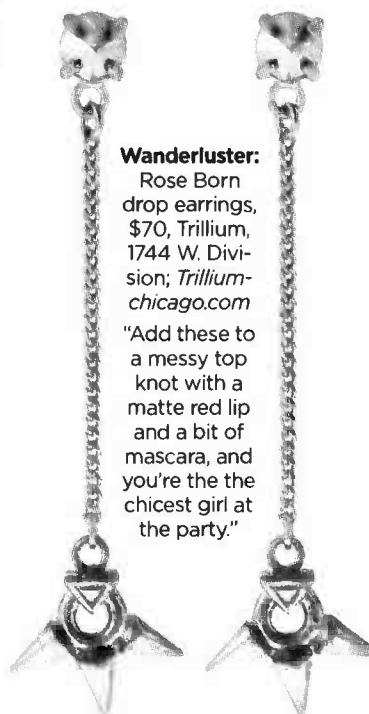 Wanderluster:
Rose Born
drop earrings,
$70, Trillium,
1744 W. Divi-
sion; Trillium-
chicago.com
"Add these to
a messy top
knot with a
matte red lip
and a bit of
mascara, and
you're the the
chicest girl at
the party."